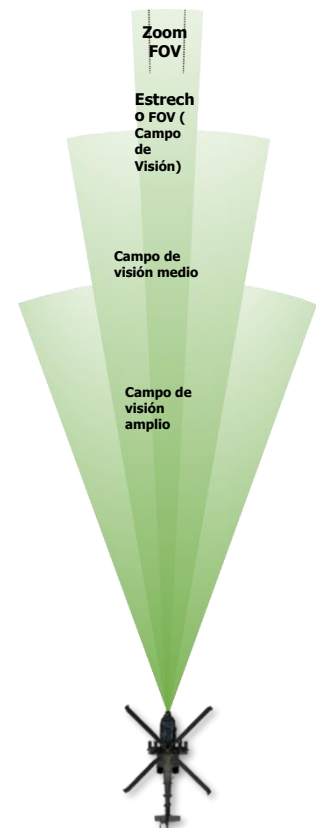 Zoom
FOV
Estrech
O FOV (
Campo
de
Visión)
Campo de
visión medio
Campo de
visión
amplio